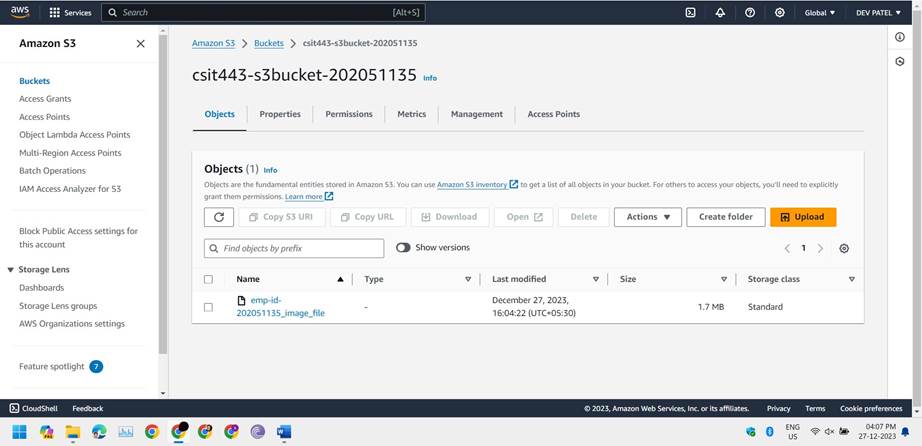 aws
Services
Search
[Alt+S]
Global
DEV PATEL
Amazon S3
Buckets
Access Grants
Access Points
Object Lambda Access Points
Multi-Region Access Points
Batch Operations
IAM Access Analyzer for S3
Block Public Access settings for
this account
Storage Lens
Dashboards
Storage Lens groups
AWS Organizations settings
Feature spotlight 7
Amazon S3 > Buckets > csit443-s3bucket-202051135
csit443-s3bucket-202051135 Info
Objects
Properties
Permissions
Metrics
Management
Access Points
Objects (1) Info
Objects are the fundamental entities stored in Amazon S3. You can use Amazon S3 inventory to get a list of all objects in your bucket. For others to access your objects, you'll need to explicitly
grant them permissions. Learn more
Copy S3 URI
Copy URL
Download
Open
Delete
Actions
Create folder
Upload
Find objects by prefix
Show versions
1
Name
Type
Last modified
Size
Storage class
emp-id-
202051135_image_file
-
December 27, 2023,
16:04:22 (UTC+05:30)
1.7 MB
Standard
CloudShell
Feedback
© 2023, Amazon Web Services, Inc. or its affiliates.
Privacy
Terms
Cookie preferences
ENG
US
04:07 PM
27-12-2023